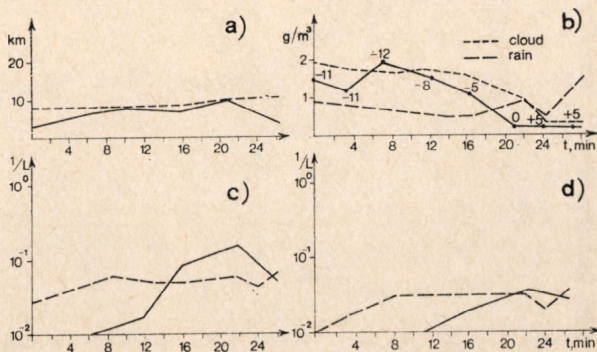 a)
km
20
10
4 8 12 16 20 24
b)
g/m³
cloud
rain
2
1
-11 -11 -12 -8 -5 0 +5 +5
4 8 12 16 20 24 t, min
c)
1/L
10⁰
10⁻¹
10⁻²
4 8 12 16 20 24
d)
1/L
10⁰
10⁻¹
10⁻²
4 8 12 16 20 24 t, min